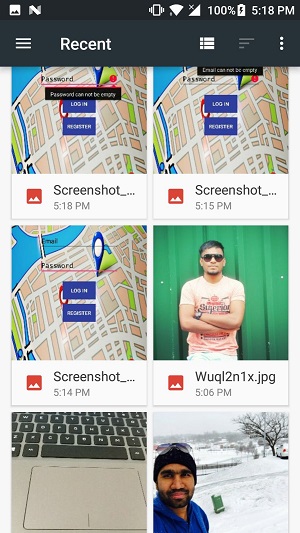 100% 5:18 PM
Recent
Password
Password can not be empty
LOG IN
REGISTER
Email can not be empty
Password
LOG IN
REGISTER
Screenshot_...
5:18 PM
Screenshot_...
5:15 PM
Email
Password
LOG IN
REGISTER
Screenshot_...
5:14 PM
Wuql2n1x.jpg
5:06 PM